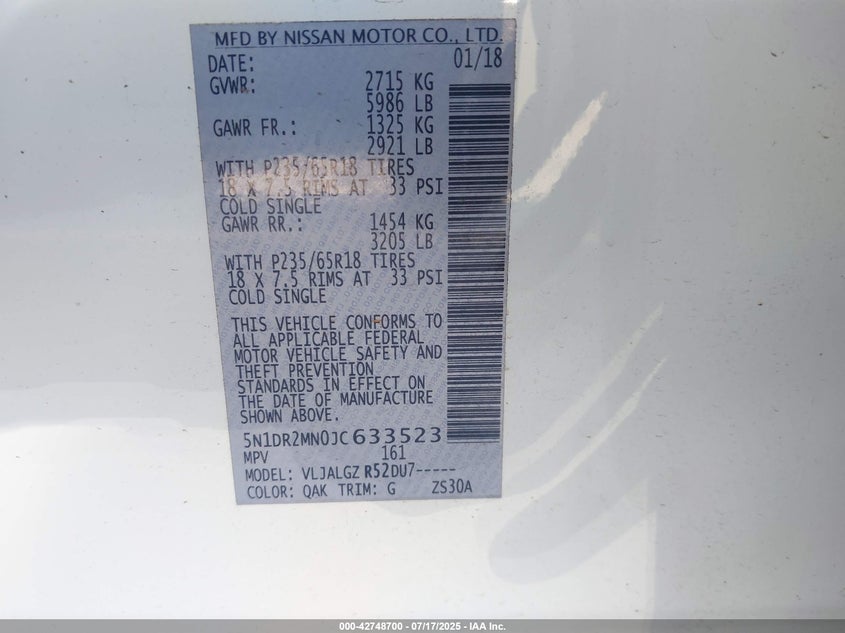 MFD BY NISSAN MOTOR CO., LTD.
DATE: 01/18
GVWR: 2715 KG
5986 LB
GAWR FR.: 1325 KG
2921 LB
WITH P235/65R18 TIRES
18 X 7.5 RIMS AT 33 PSI
COLD SINGLE
GAWR RR.: 1454 KG
3205 LB
WITH P235/65R18 TIRES
18 X 7.5 RIMS AT 33 PSI
COLD SINGLE
THIS VEHICLE CONFORMS TO
ALL APPLICABLE FEDERAL
MOTOR VEHICLE SAFETY AND
THEFT PREVENTION
STANDARDS IN EFFECT ON
THE DATE OF MANUFACTURE
SHOWN ABOVE.
5N1DR2MN0JC633523
MPV 161
MODEL: VLJALGZ R52DU7-----
COLOR: QAK TRIM: G ZS30A
000-42748700 - 07/17/2025 - IAA Inc.